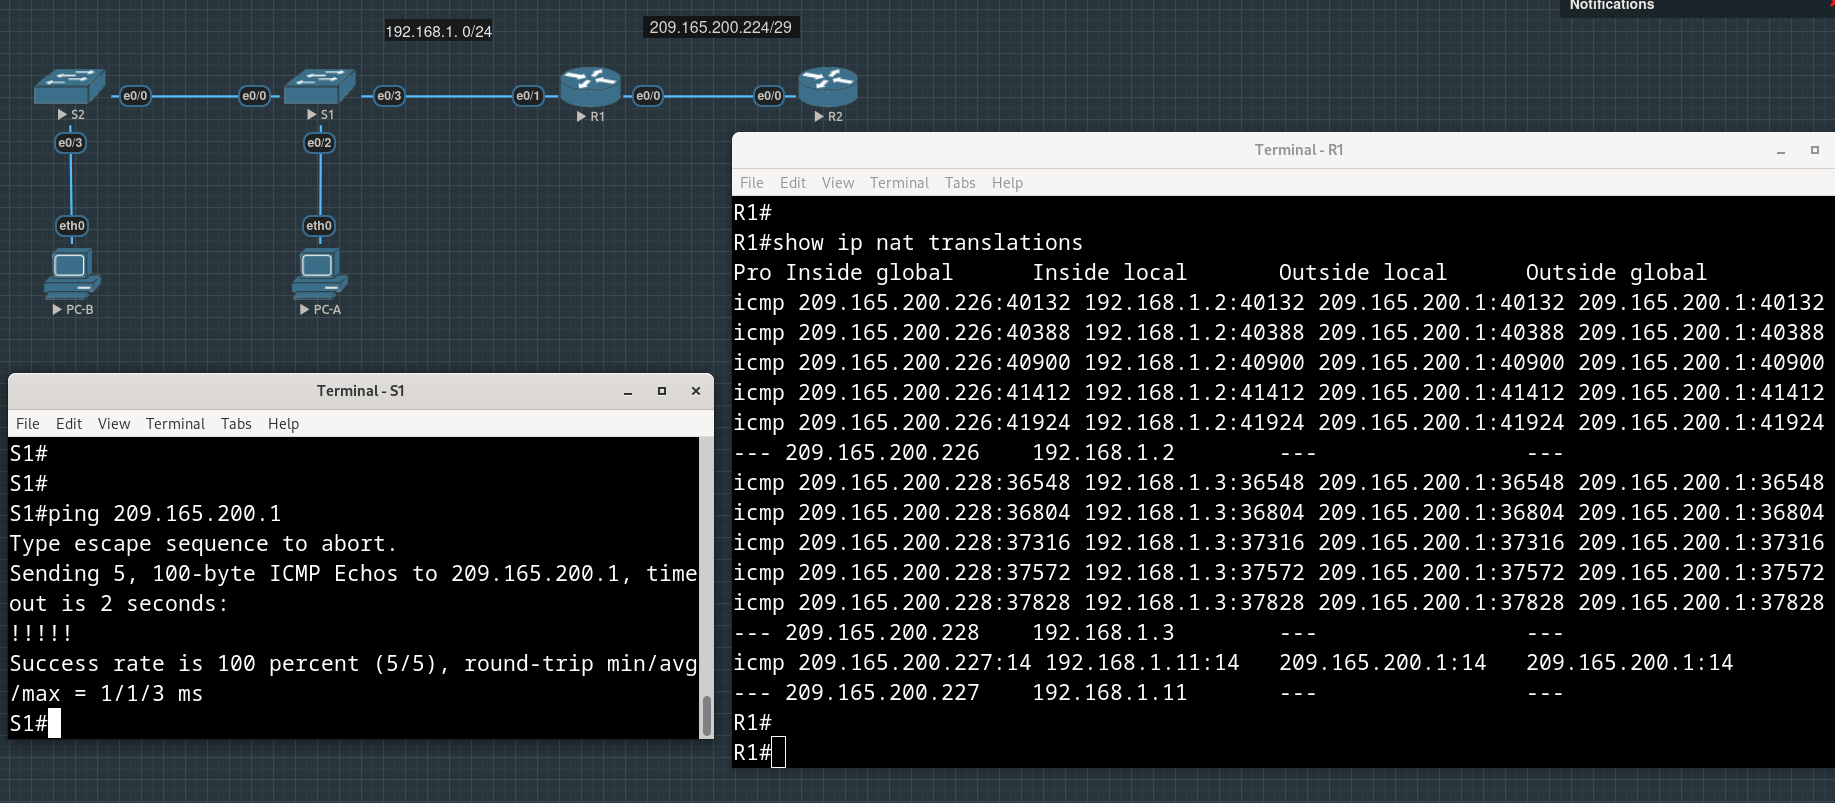 Notifications
192.168.1. 0/24
209.165.200.224/29
e0/0
e0/0
e0/3
e0/1
e0/0
e0/0
S2
S1
R1
R2
e0/3
e0/2
eth0
eth0
PC-B
PC-A
Terminal - R1
File Edit View Terminal Tabs Help
R1#
R1#show ip nat translations
Pro Inside global      Inside local       Outside local      Outside global
icmp 209.165.200.226:40132 192.168.1.2:40132 209.165.200.1:40132 209.165.200.1:40132
icmp 209.165.200.226:40388 192.168.1.2:40388 209.165.200.1:40388 209.165.200.1:40388
icmp 209.165.200.226:40900 192.168.1.2:40900 209.165.200.1:40900 209.165.200.1:40900
icmp 209.165.200.226:41412 192.168.1.2:41412 209.165.200.1:41412 209.165.200.1:41412
icmp 209.165.200.226:41924 192.168.1.2:41924 209.165.200.1:41924 209.165.200.1:41924
--- 209.165.200.226    192.168.1.2        ---                ---
icmp 209.165.200.228:36548 192.168.1.3:36548 209.165.200.1:36548 209.165.200.1:36548
icmp 209.165.200.228:36804 192.168.1.3:36804 209.165.200.1:36804 209.165.200.1:36804
icmp 209.165.200.228:37316 192.168.1.3:37316 209.165.200.1:37316 209.165.200.1:37316
icmp 209.165.200.228:37572 192.168.1.3:37572 209.165.200.1:37572 209.165.200.1:37572
icmp 209.165.200.228:37828 192.168.1.3:37828 209.165.200.1:37828 209.165.200.1:37828
--- 209.165.200.228    192.168.1.3        ---                ---
icmp 209.165.200.227:14 192.168.1.11:14   209.165.200.1:14   209.165.200.1:14
--- 209.165.200.227    192.168.1.11       ---                ---
R1#
R1#
Terminal - S1
File Edit View Terminal Tabs Help
S1#
S1#
S1#ping 209.165.200.1
Type escape sequence to abort.
Sending 5, 100-byte ICMP Echos to 209.165.200.1, time
out is 2 seconds:
!!!!!
Success rate is 100 percent (5/5), round-trip min/avg
/max = 1/1/3 ms
S1#